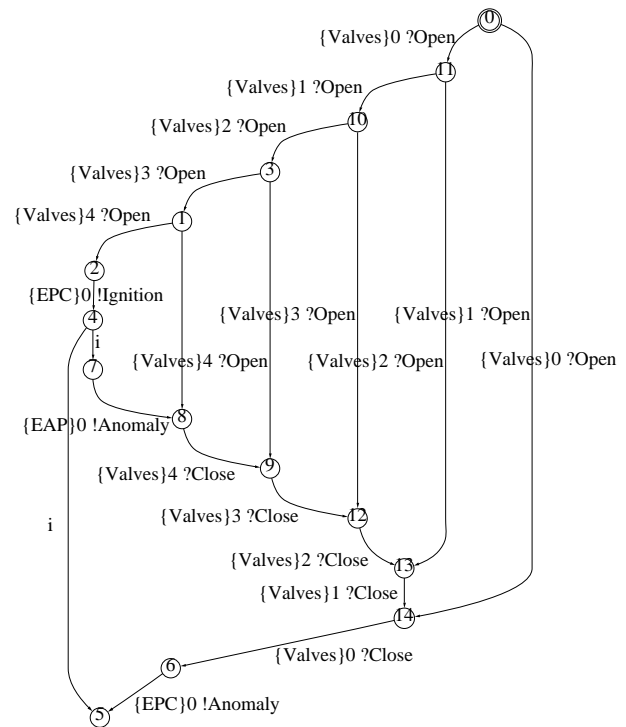 0
{Valves}0 ?Open
11
{Valves}1 ?Open
10
{Valves}2 ?Open
3
{Valves}3 ?Open
1
{Valves}4 ?Open
2
{EPC}0 !Ignition
4
{Valves}3 ?Open
{Valves}1 ?Open
i
{Valves}4 ?Open
{Valves}2 ?Open
{Valves}0 ?Open
7
8
{EAP}0 !Anomaly
9
{Valves}4 ?Close
12
{Valves}3 ?Close
i
{Valves}2 ?Close
13
{Valves}1 ?Close
14
{Valves}0 ?Close
6
{EPC}0 !Anomaly
5